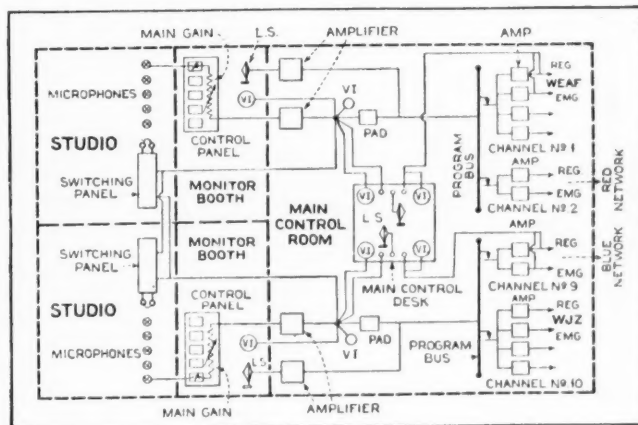 MAIN GAIN
L.S.
AMPLIFIER
AMP
MICROPHONES
VI
VI
REG
WEAF
EMG
CONTROL PANEL
PAD
CHANNEL Nº.1
STUDIO
SWITCHING PANEL
MONITOR BOOTH
MAIN CONTROL ROOM
VI
VI
L.S.
VI
VI
PROGRAM BUS
AMP
REG
EMG
CHANNEL Nº.2
RED NETWORK
SWITCHING PANEL
MONITOR BOOTH
MAIN CONTROL DESK
AMP
REG
EMG
CHANNEL Nº.9
BLUE NETWORK
STUDIO
CONTROL PANEL
VI
VI
PAD
PROGRAM BUS
AMP
REG
WJZ
EMG
MICROPHONES
L.S.
CHANNEL Nº.10
MAIN GAIN
AMPLIFIER